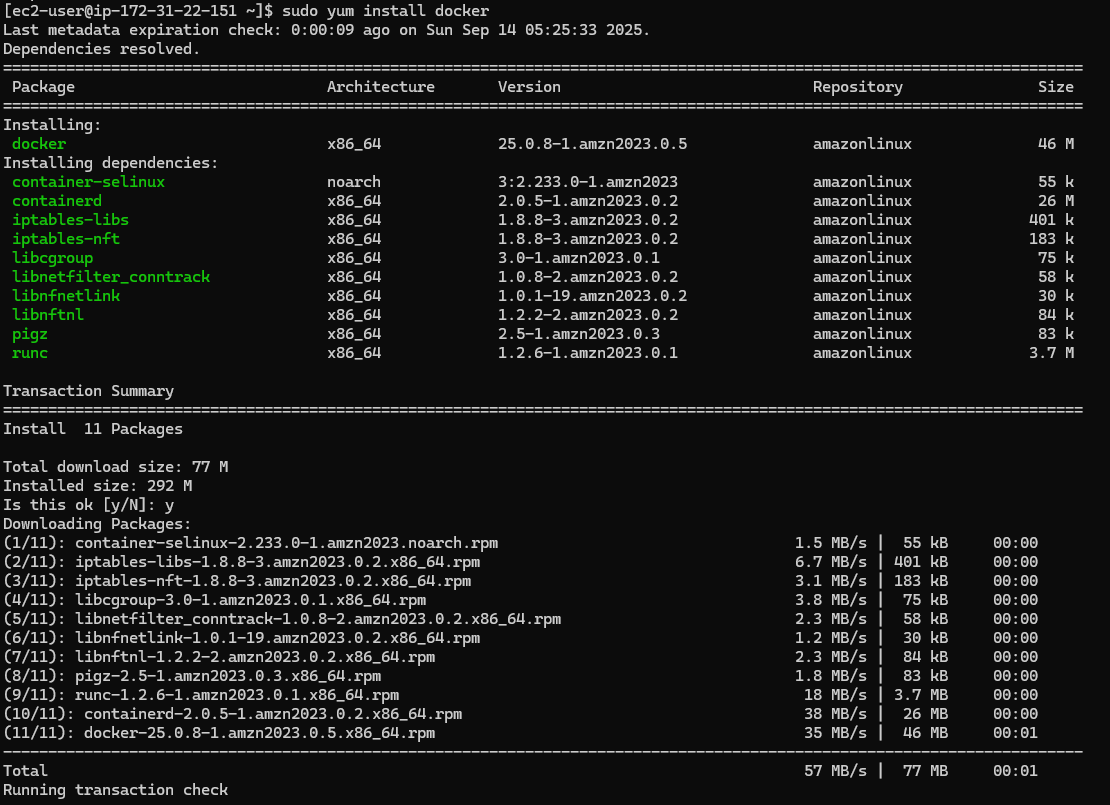 [ec2-user@ip-172-31-22-151 ~]$ sudo yum install docker
Last metadata expiration check: 0:00:09 ago on Sun Sep 14 05:25:33 2025.
Dependencies resolved.
Package Architecture Version Repository Size
Installing:
docker x86_64 25.0.8-1.amzn2023.0.5 amazonlinux 46 M
Installing dependencies:
container-selinux noarch 3:2.233.0-1.amzn2023 amazonlinux 55 k
containerd x86_64 2.0.5-1.amzn2023.0.2 amazonlinux 26 M
iptables-libs x86_64 1.8.8-3.amzn2023.0.2 amazonlinux 401 k
iptables-nft x86_64 1.8.8-3.amzn2023.0.2 amazonlinux 183 k
libcgroup x86_64 3.0-1.amzn2023.0.1 amazonlinux 75 k
libnetfilter_conntrack x86_64 1.0.8-2.amzn2023.0.2 amazonlinux 58 k
libnfnetlink x86_64 1.0.1-19.amzn2023.0.2 amazonlinux 30 k
libnftnl x86_64 1.2.2-2.amzn2023.0.2 amazonlinux 84 k
pigz x86_64 2.5-1.amzn2023.0.3 amazonlinux 83 k
runc x86_64 1.2.6-1.amzn2023.0.1 amazonlinux 3.7 M
Transaction Summary
Install 11 Packages
Total download size: 77 M
Installed size: 292 M
Is this ok [y/N]: y
Downloading Packages:
(1/11): container-selinux-2.233.0-1.amzn2023.noarch.rpm 1.5 MB/s | 55 kB 00:00
(2/11): iptables-libs-1.8.8-3.amzn2023.0.2.x86_64.rpm 6.7 MB/s | 401 kB 00:00
(3/11): iptables-nft-1.8.8-3.amzn2023.0.2.x86_64.rpm 3.1 MB/s | 183 kB 00:00
(4/11): libcgroup-3.0-1.amzn2023.0.1.x86_64.rpm 3.8 MB/s | 75 kB 00:00
(5/11): libnetfilter_conntrack-1.0.8-2.amzn2023.0.2.x86_64.rpm 2.3 MB/s | 58 kB 00:00
(6/11): libnfnetlink-1.0.1-19.amzn2023.0.2.x86_64.rpm 1.2 MB/s | 30 kB 00:00
(7/11): libnftnl-1.2.2-2.amzn2023.0.2.x86_64.rpm 2.3 MB/s | 84 kB 00:00
(8/11): pigz-2.5-1.amzn2023.0.3.x86_64.rpm 1.8 MB/s | 83 kB 00:00
(9/11): runc-1.2.6-1.amzn2023.0.1.x86_64.rpm 18 MB/s | 3.7 MB 00:00
(10/11): containerd-2.0.5-1.amzn2023.0.2.x86_64.rpm 38 MB/s | 26 MB 00:00
(11/11): docker-25.0.8-1.amzn2023.0.5.x86_64.rpm 35 MB/s | 46 MB 00:01
Total 57 MB/s | 77 MB 00:01
Running transaction check